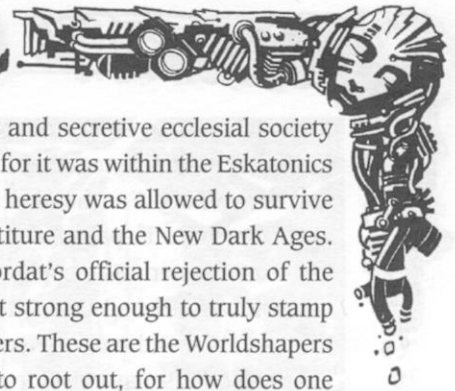 and secretive ecclesial society
for it was within the Eskatonics
heresy was allowed to survive
titure and the New Dark Ages.
ordat's official rejection of the
t strong enough to truly stamp
ers. These are the Worldshapers
to root out, for how does one